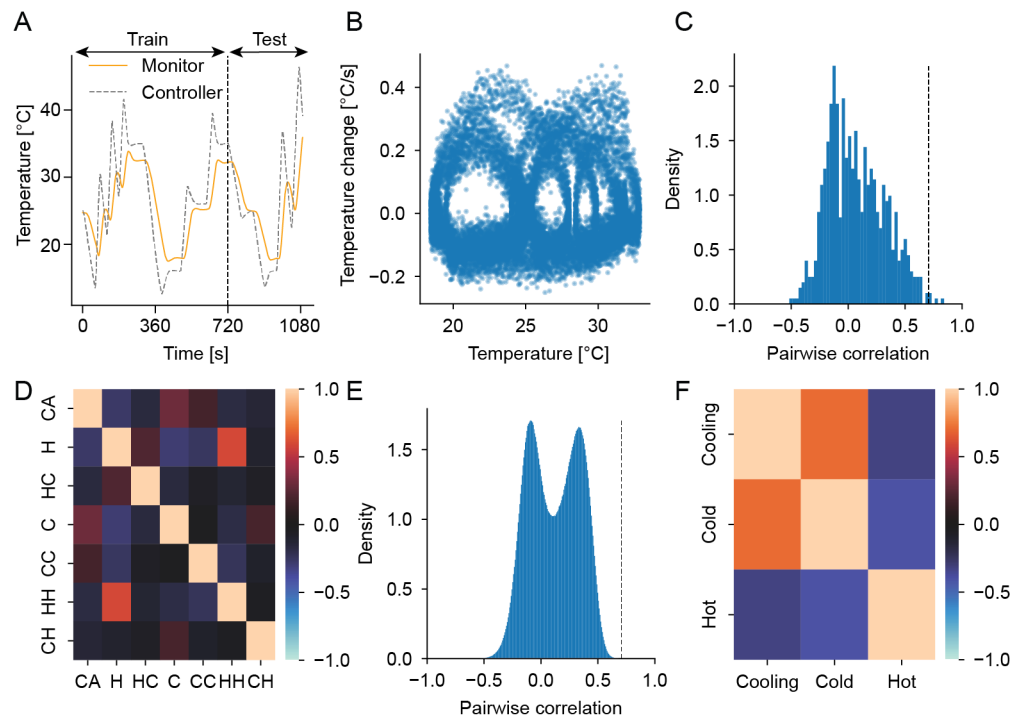 A
Train
Test
Monitor
Controller
Temperature [°C]
40
30
20
0
360
720
1080
Time [s]
B
Temperature change [°C/s]
0.4
0.2
0.0
−0.2
20
25
30
Temperature [°C]
C
Density
2.0
1.5
1.0
0.5
0.0
−1.0
−0.5
0.0
0.5
1.0
Pairwise correlation
D
CA
H
HC
C
CC
HH
CH
CA H HC C CC HH CH
1.0
0.5
0.0
−0.5
−1.0
E
Density
1.5
1.0
0.5
0.0
−1.0
−0.5
0.0
0.5
1.0
Pairwise correlation
F
Cooling
Cold
Hot
Cooling Cold Hot
1.0
0.5
0.0
−0.5
−1.0